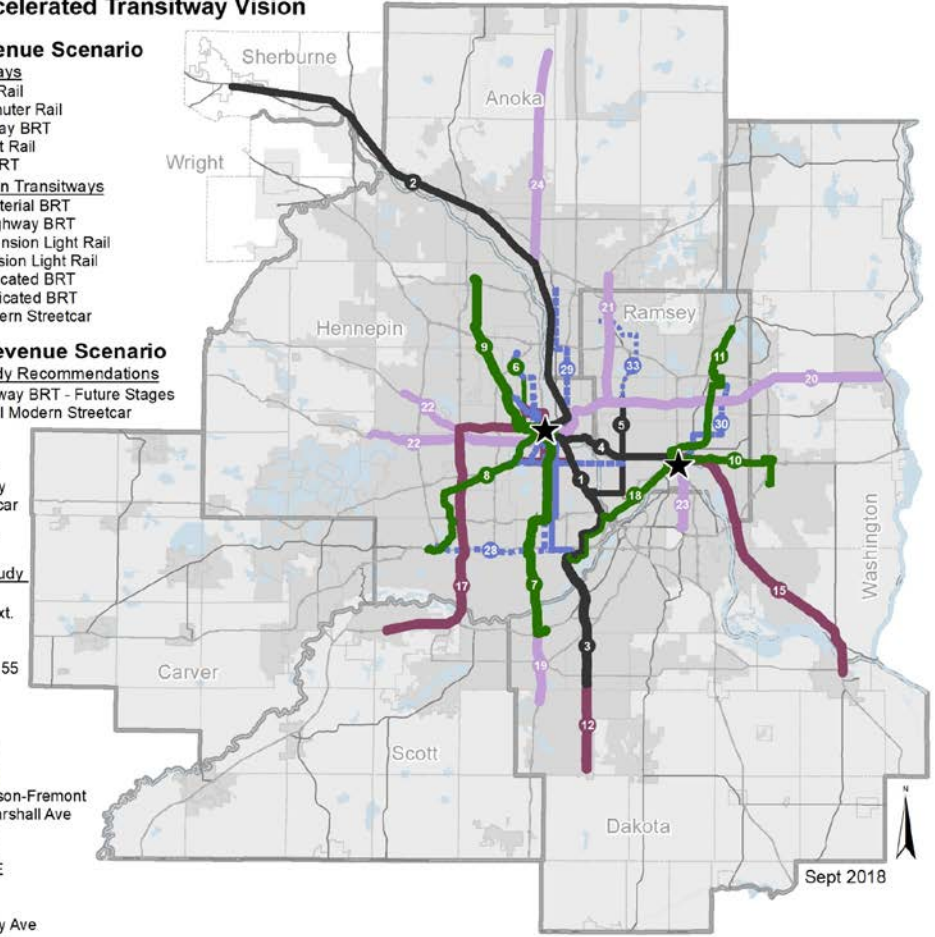 celerated Transitway Vision
enue Scenario
ays
Rail
nuter Rail
ay BRT
t Rail
RT
n Transitways
terial BRT
ghway BRT
ension Light Rail
sion Light Rail
icated BRT
icated BRT
ern Streetcar
evenue Scenario
dy Recommendations
way BRT - Future Stages
l Modern Streetcar
y
car
udy
xt.
55
son-Fremont
arshall Ave
E
y Ave
Sherburne
Anoka
Wright
2
24
21
Ramsey
Hennepin
9
6
29
33
11
20
22
22
5
30
4
10
8
1
18
23
28
7
17
15
Washington
3
19
Carver
12
Scott
Dakota
N
Sept 2018